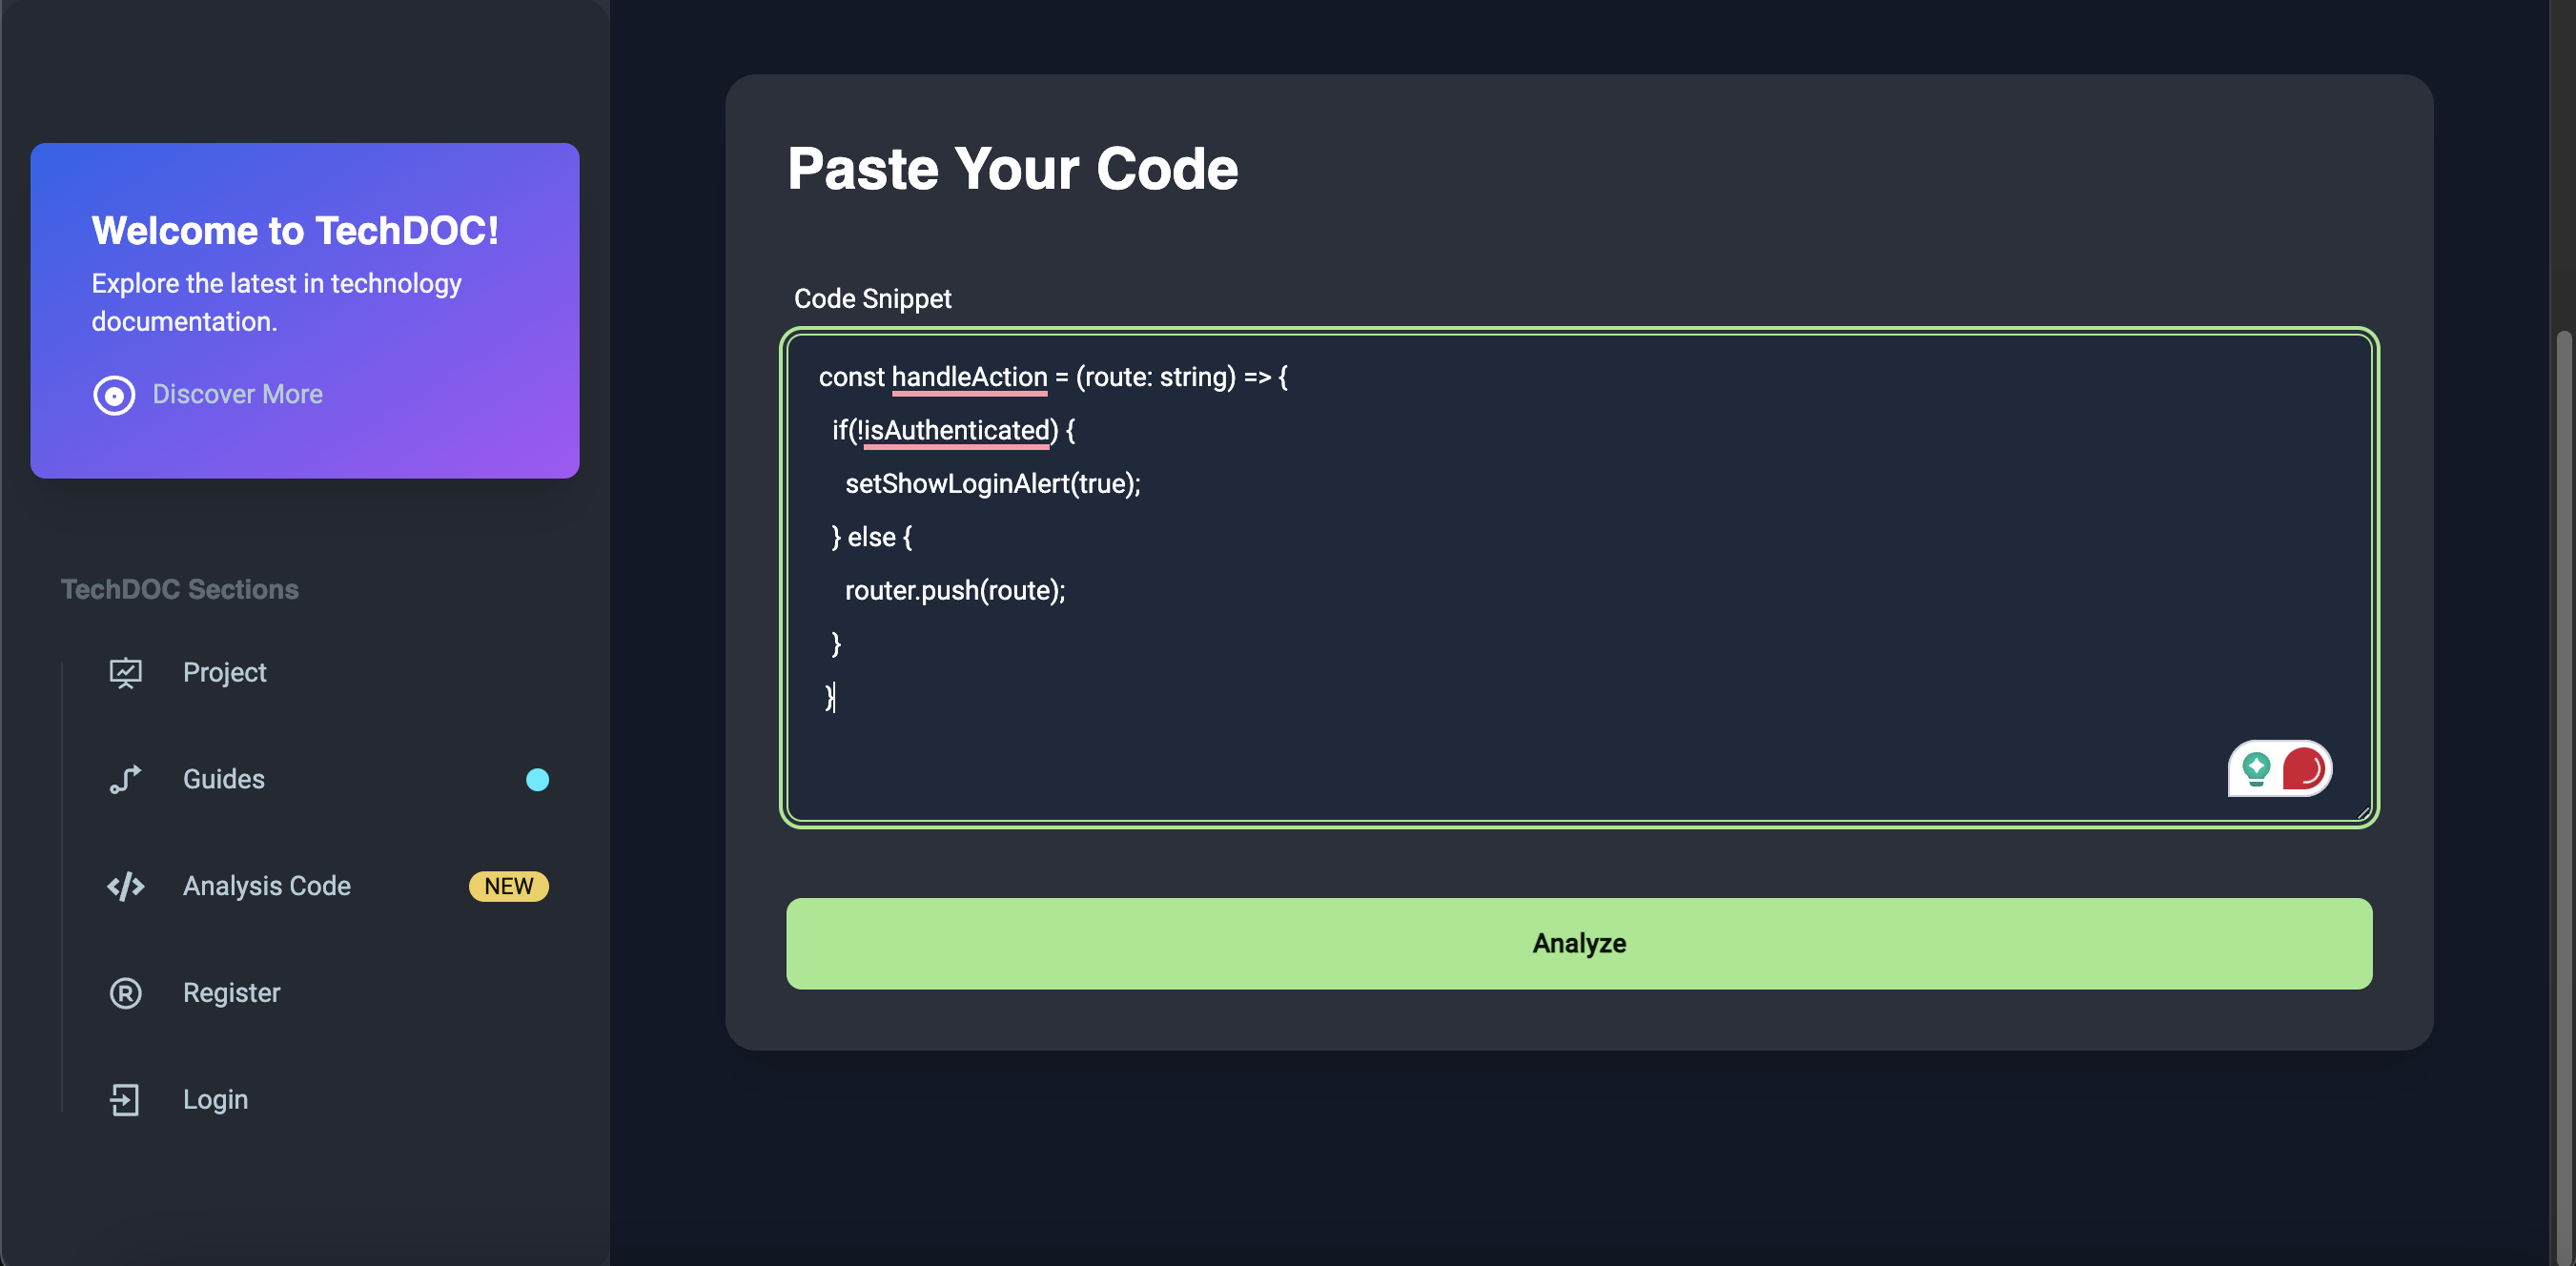 Welcome to TechDOC!
Explore the latest in technology
documentation.
Discover More
TechDOC Sections
Project
Guides
Analysis Code
NEW
Register
Login
Paste Your Code
Code Snippet
const handleAction = (route: string) => {
if(!isAuthenticated) {
setShowLoginAlert(true);
} else {
router.push(route);
}
}
Analyze